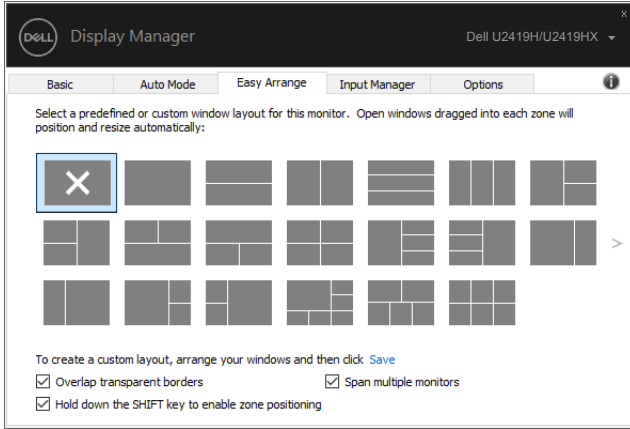 x
DELL Display Manager Dell U2419H/U2419HX
Basic Auto Mode Easy Arrange Input Manager Options i
Select a predefined or custom window layout for this monitor. Open windows dragged into each zone will
position and resize automatically:
>
To create a custom layout, arrange your windows and then click Save
Overlap transparent borders Span multiple monitors
Hold down the SHIFT key to enable zone positioning